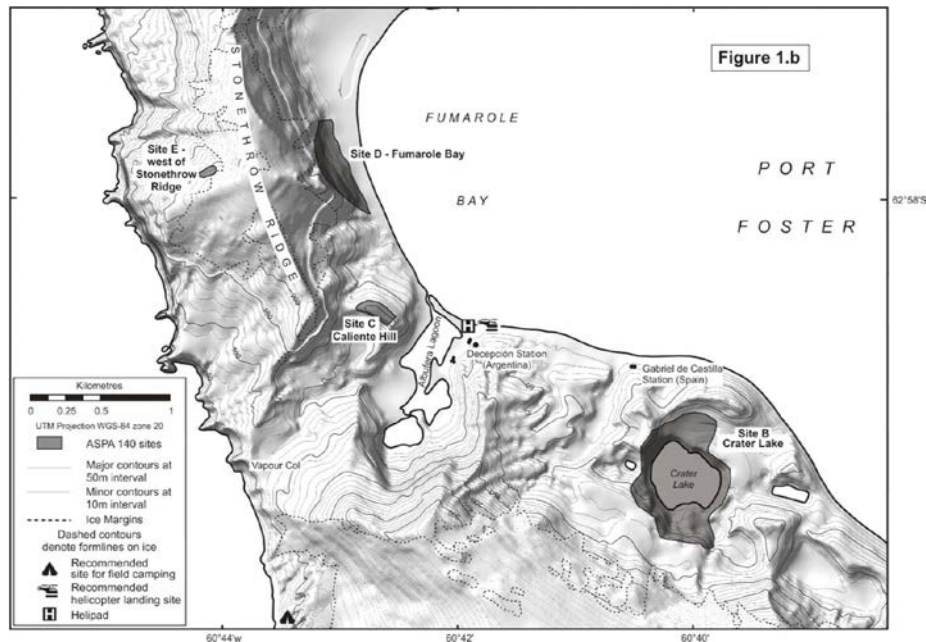 Figure 1.b
STONETHROW RIDGE
FUMAROLE
BAY
PORT
FOSTER
Site E -
west of
Stonethrow
Ridge
Site D - Fumarole Bay
62°58'S
Site C
Caliente Hill
Albufera Lagoon
H
Decepción Station
(Argentina)
Gabriel de Castilla
Station (Spain)
Site B
Crater Lake
Crater
Lake
Vapour Col
Kilometres
0 0.25 0.5 1
UTM Projection WGS-84 zone 20
ASPA 140 sites
Major contours at
50m interval
Minor contours at
10m interval
Ice Margins
Dashed contours
denote formlines on ice
Recommended
site for field camping
Recommended
helicopter landing site
H Helipad
60°44'W 60°42' 60°40'